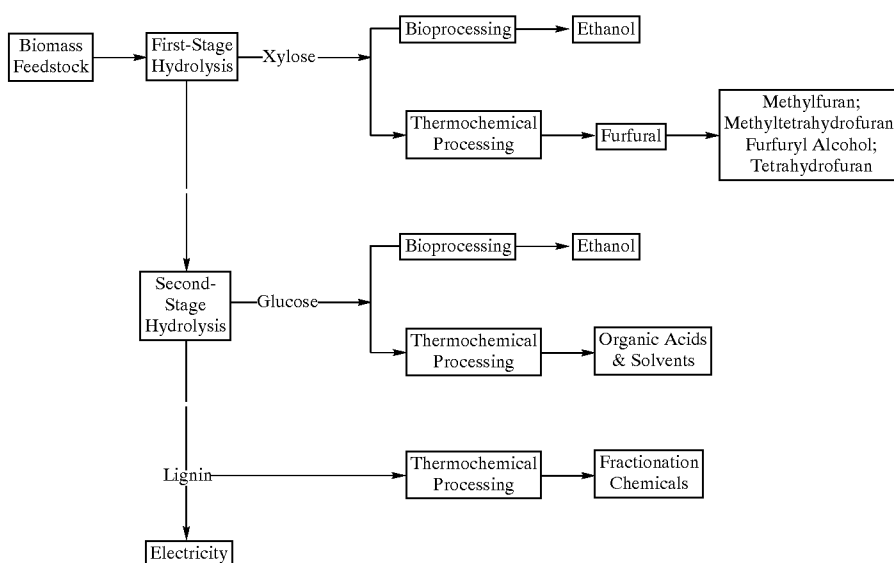 Biomass
Feedstock
First-Stage
Hydrolysis
Xylose
Bioprocessing
Ethanol
Thermochemical
Processing
Furfural
Methylfuran;
Methyltetrahydrofuran
Furfuryl Alcohol;
Tetrahydrofuran
Second-
Stage
Hydrolysis
Glucose
Bioprocessing
Ethanol
Thermochemical
Processing
Organic Acids
& Solvents
Lignin
Thermochemical
Processing
Fractionation
Chemicals
Electricity